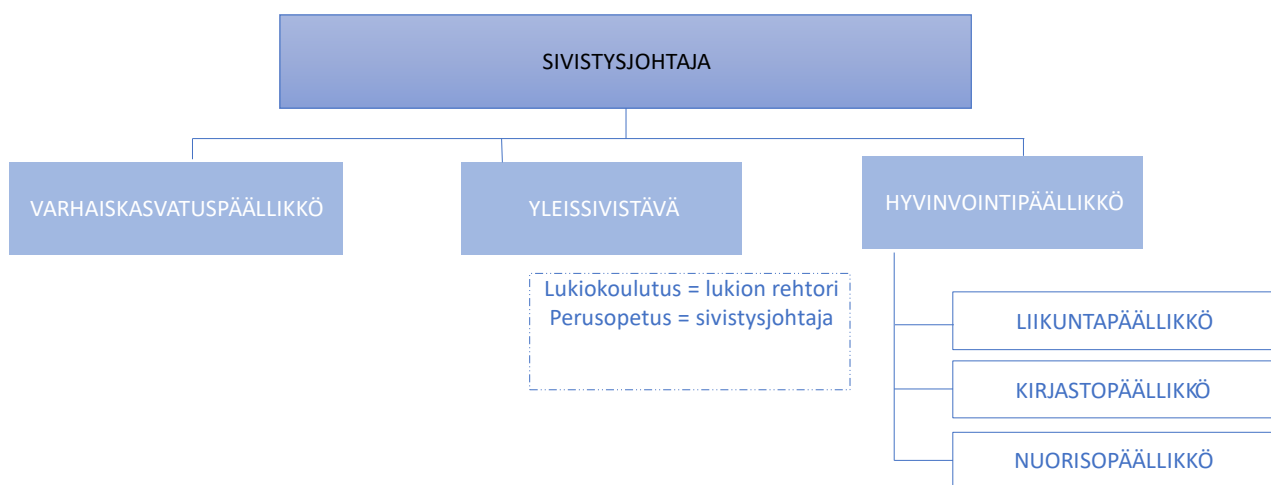 SIVISTYSJOHTAJA
VARHAISKASVATUSPÄÄLLIKKÖ
YLEISSIVISTÄVÄ
HYVINVOINTIPÄÄLLIKKÖ
Lukiokoulutus = lukion rehtori
Perusopetus = sivistysjohtaja
LIIKUNTAPÄÄLLIKKÖ
KIRJASTOPÄÄLLIKKÖ
NUORISOPÄÄLLIKKÖ